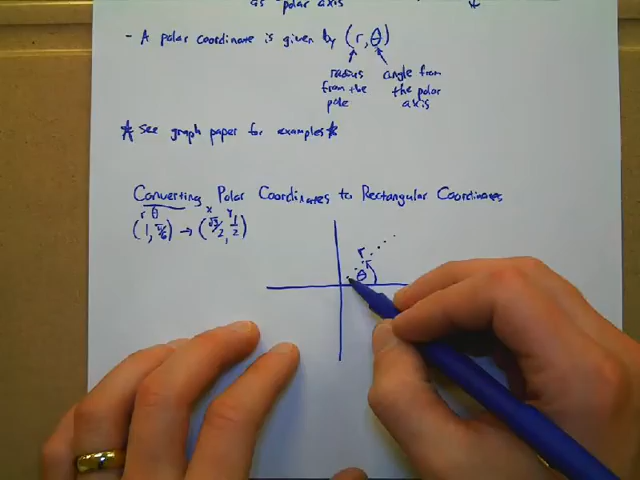 as polar axis
- A polar coordinate is given by (r, θ)
radius from the pole
angle from the polar axis
*See graph paper for examples*
Converting Polar Coordinates to Rectangular Coordinates
r θ x y
(1, π/6) → (√3/2, 1/2)
r
θ